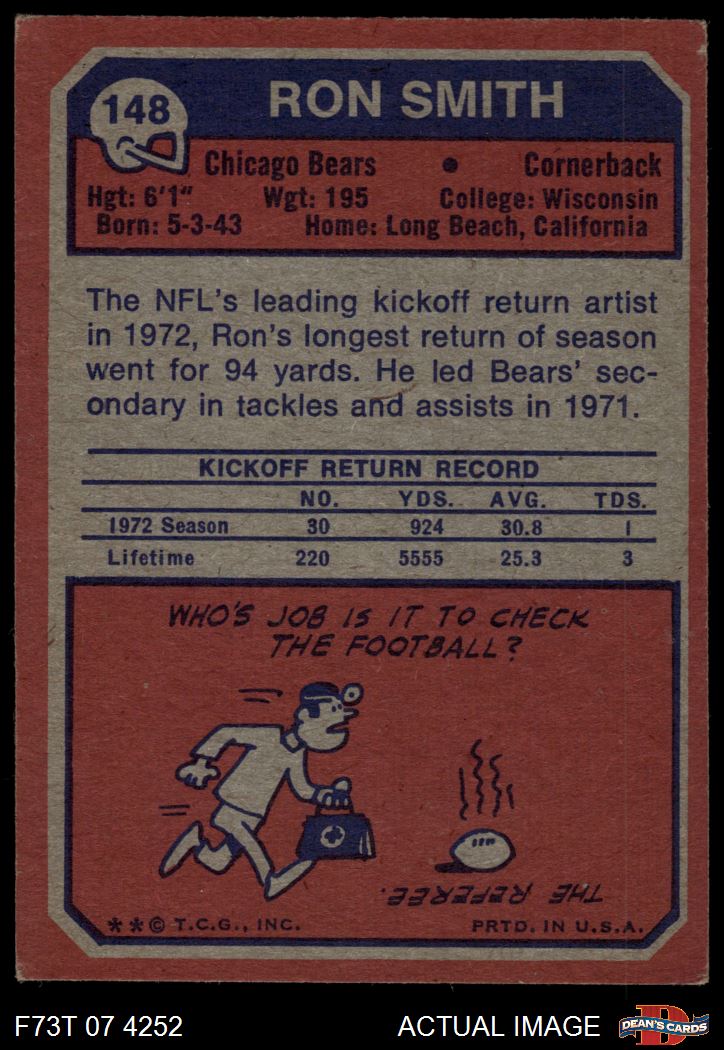 148
RON SMITH
Chicago Bears • Cornerback
Hgt: 6'1" Wgt: 195 College: Wisconsin
Born: 5-3-43 Home: Long Beach, California
The NFL's leading kickoff return artist
in 1972, Ron's longest return of season
went for 94 yards. He led Bears' sec-
ondary in tackles and assists in 1971.
KICKOFF RETURN RECORD
NO. YDS. AVG. TDS.
1972 Season 30 924 30.8 1
Lifetime 220 5555 25.3 3
WHO'S JOB IS IT TO CHECK
THE FOOTBALL?
THE REFEREE.
**© T.C.G., INC. PRTD. IN U.S.A.
F73T 07 4252 ACTUAL IMAGE
D
DEAN'S CARDS